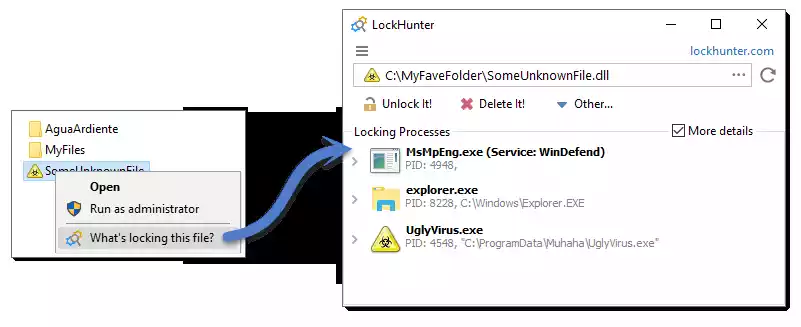 AguaArdiente
MyFiles
SomeUnknownFile
Open
Run as administrator
What's locking this file?
LockHunter
lockhunter.com
C:\MyFaveFolder\SomeUnknownFile.dll
Unlock It!
Delete It!
Other...
Locking Processes
More details
MsMpEng.exe (Service: WinDefend)
PID: 4948,
explorer.exe
PID: 8228, C:\Windows\Explorer.EXE
UglyVirus.exe
PID: 4548, "C:\ProgramData\Muhaha\UglyVirus.exe"